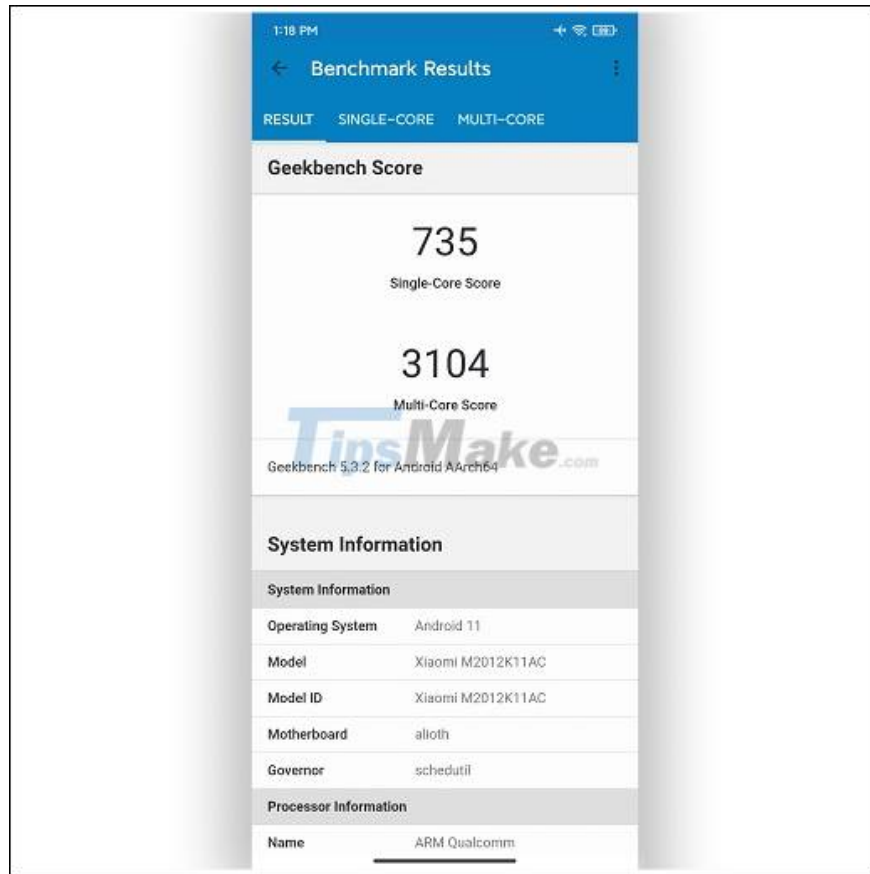 1:18 PM
Benchmark Results
RESULT SINGLE-CORE MULTI-CORE
Geekbench Score
735
Single-Core Score
3104
Multi-Core Score
TipsMake.com
Geekbench 5.3.2 for Android AArch64
System Information
System Information
Operating System Android 11
Model Xiaomi M2012K11AC
Model ID Xiaomi M2012K11AC
Motherboard alioth
Governor schedutil
Processor Information
Name ARM Qualcomm